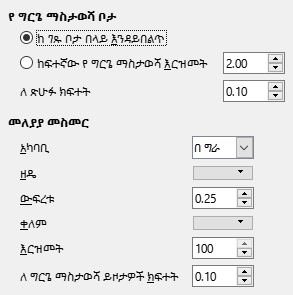 የ ግርጌ ማስታወሻ ቦታ
ከ ገጹ ቦታ በላይ እንዳይበልጥ
ከፍተኛው የ ግርጌ ማስታወሻ እርዝመት 2.00
ለ ጽሁፉ ክፍተት 0.10
መለያያ መስመር
አካባቢ በ ግራ
ዘዴ
ውፍረቱ 0.25
ቀለም
እርዝመት 100
ለ ግርጌ ማስታወሻ ይዞታዎች ክፍተት 0.10